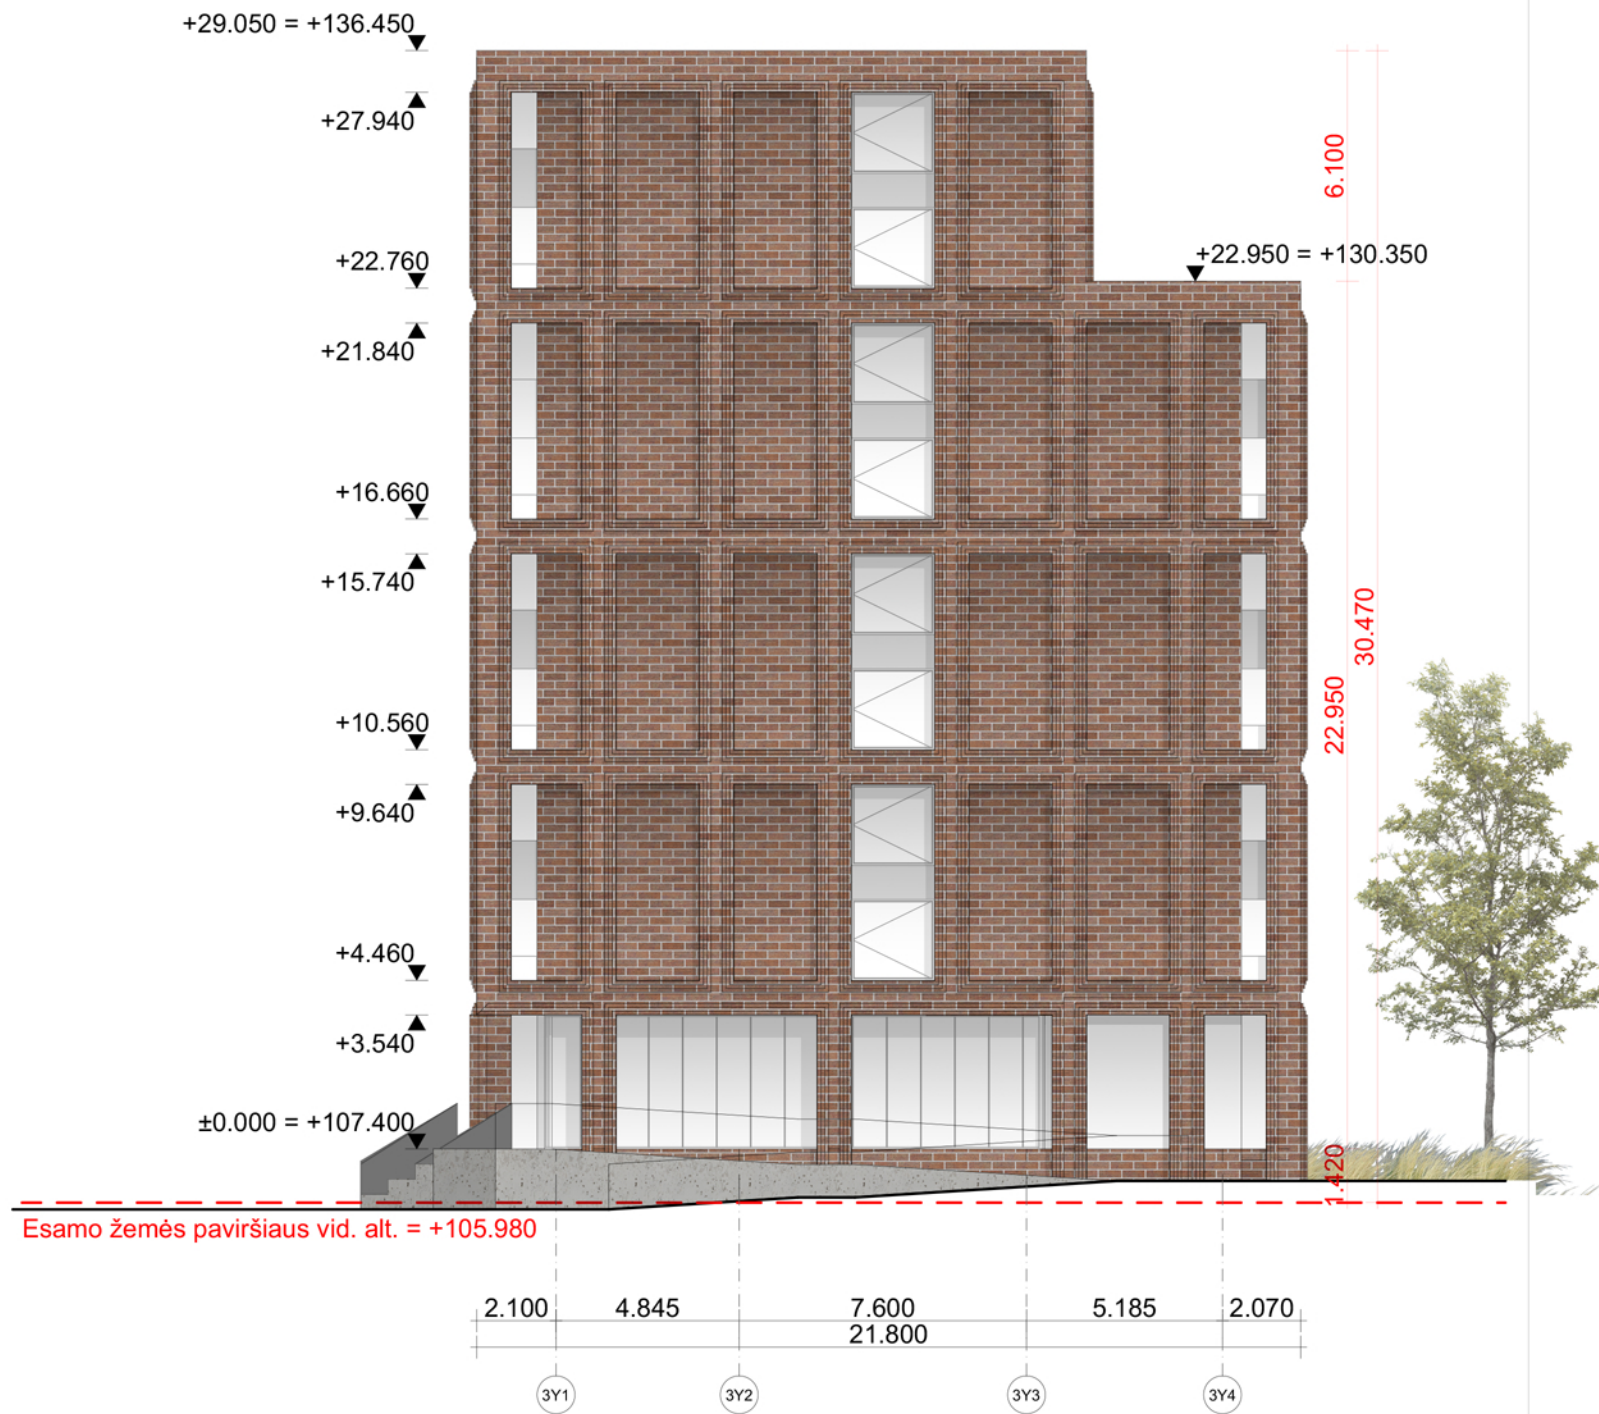 +29.050 = +136.450
+27.940
6.100
+22.760
+22.950 = +130.350
+21.840
+16.660
+15.740
30.470
22.950
+10.560
+9.640
+4.460
+3.540
±0.000 = +107.400
1.420
Esamo žemės paviršiaus vid. alt. = +105.980
2.100 4.845 7.600 5.185 2.070
21.800
3Y1 3Y2 3Y3 3Y4